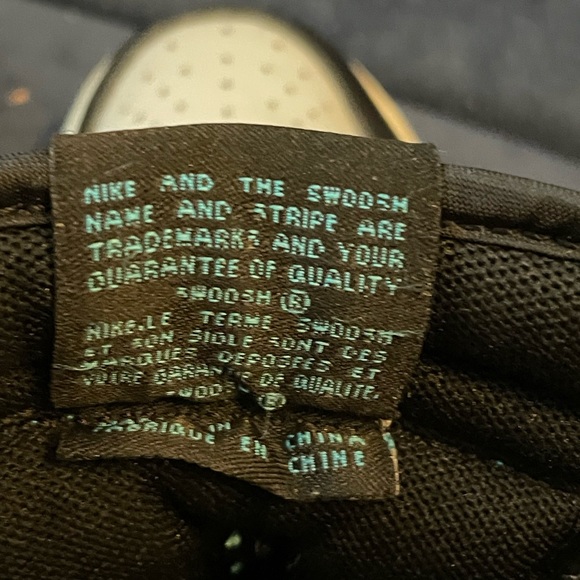 NIKE AND THE SWOOSH
NAME AND STRIPE ARE
TRADEMARKS AND YOUR
GUARANTEE OF QUALITY
SWOOSH ®
NIKE.LE TERME SWOOSH
ET SON SIGLE SONT DES
MARQUES DEPOSEES ET
VOTRE GARANTIE DE QUALITE.
SWOOSH ®
IN CHINA
FABRIQUE EN CHINE